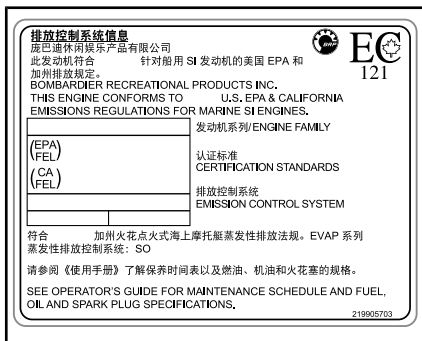 排放控制系统信息
庞巴迪休闲娱乐产品有限公司
此发动机符合 针对船用 SI 发动机的美国 EPA 和
加州排放规定。
BOMBARDIER RECREATIONAL PRODUCTS INC.
THIS ENGINE CONFORMS TO U.S. EPA & CALIFORNIA
EMISSIONS REGULATIONS FOR MARINE SI ENGINES.
BRP
EC
121
发动机系列/ENGINE FAMILY
(EPA FEL)
认证标准
CERTIFICATION STANDARDS
(CA FEL)
排放控制系统
EMISSION CONTROL SYSTEM
符合 加州火花点火式海上摩托艇蒸发性排放法规。EVAP 系列
蒸发性排放控制系统：SO
请参阅《使用手册》了解保养时间表以及燃油、机油和火花塞的规格。
SEE OPERATOR'S GUIDE FOR MAINTENANCE SCHEDULE AND FUEL,
OIL AND SPARK PLUG SPECIFICATIONS.
219905703